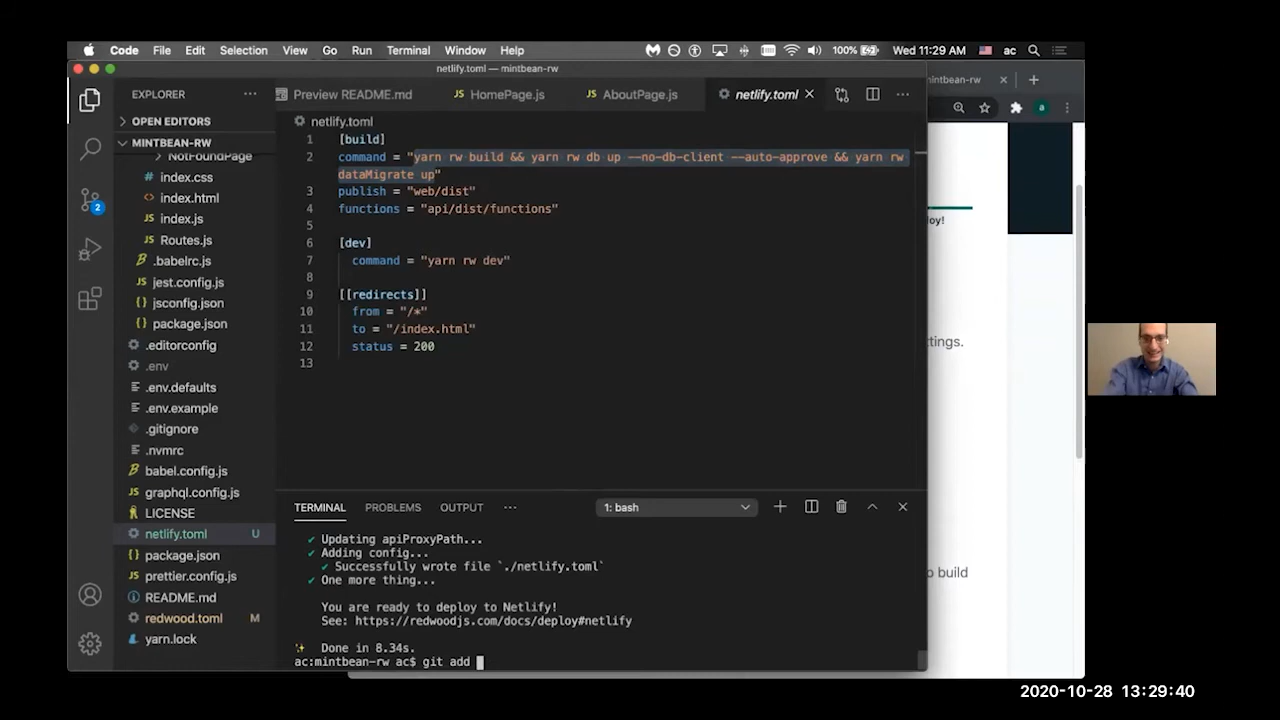 Code File Edit Selection View Go Run Terminal Window Help 100% Wed 11:29 AM ac
netlify.toml — mintbean-rw
mintbean-rw
EXPLORER
Preview README.md HomePage.js AboutPage.js netlify.toml
OPEN EDITORS
MINTBEAN-RW
NotFoundPage
index.css
index.html
index.js
Routes.js
.babelrc.js
jest.config.js
jsconfig.json
package.json
.editorconfig
.env
.env.defaults
.env.example
.gitignore
.nvmrc
babel.config.js
graphql.config.js
LICENSE
netlify.toml U
package.json
prettier.config.js
README.md
redwood.toml M
yarn.lock
2
netlify.toml
1 [build]
2 command = "yarn rw build && yarn rw db up --no-db-client --auto-approve && yarn rw
dataMigrate up"
3 publish = "web/dist"
4 functions = "api/dist/functions"
5
6 [dev]
7 command = "yarn rw dev"
8
9 [[redirects]]
10 from = "/*"
11 to = "/index.html"
12 status = 200
13
TERMINAL PROBLEMS OUTPUT 1: bash
✓ Updating apiProxyPath...
✓ Adding config...
✓ Successfully wrote file `./netlify.toml`
✓ One more thing...
You are ready to deploy to Netlify!
See: https://redwoodjs.com/docs/deploy#netlify
✨ Done in 8.34s.
ac:mintbean-rw ac$ git add
a
oy!
ttings.
o build
2020-10-28 13:29:40